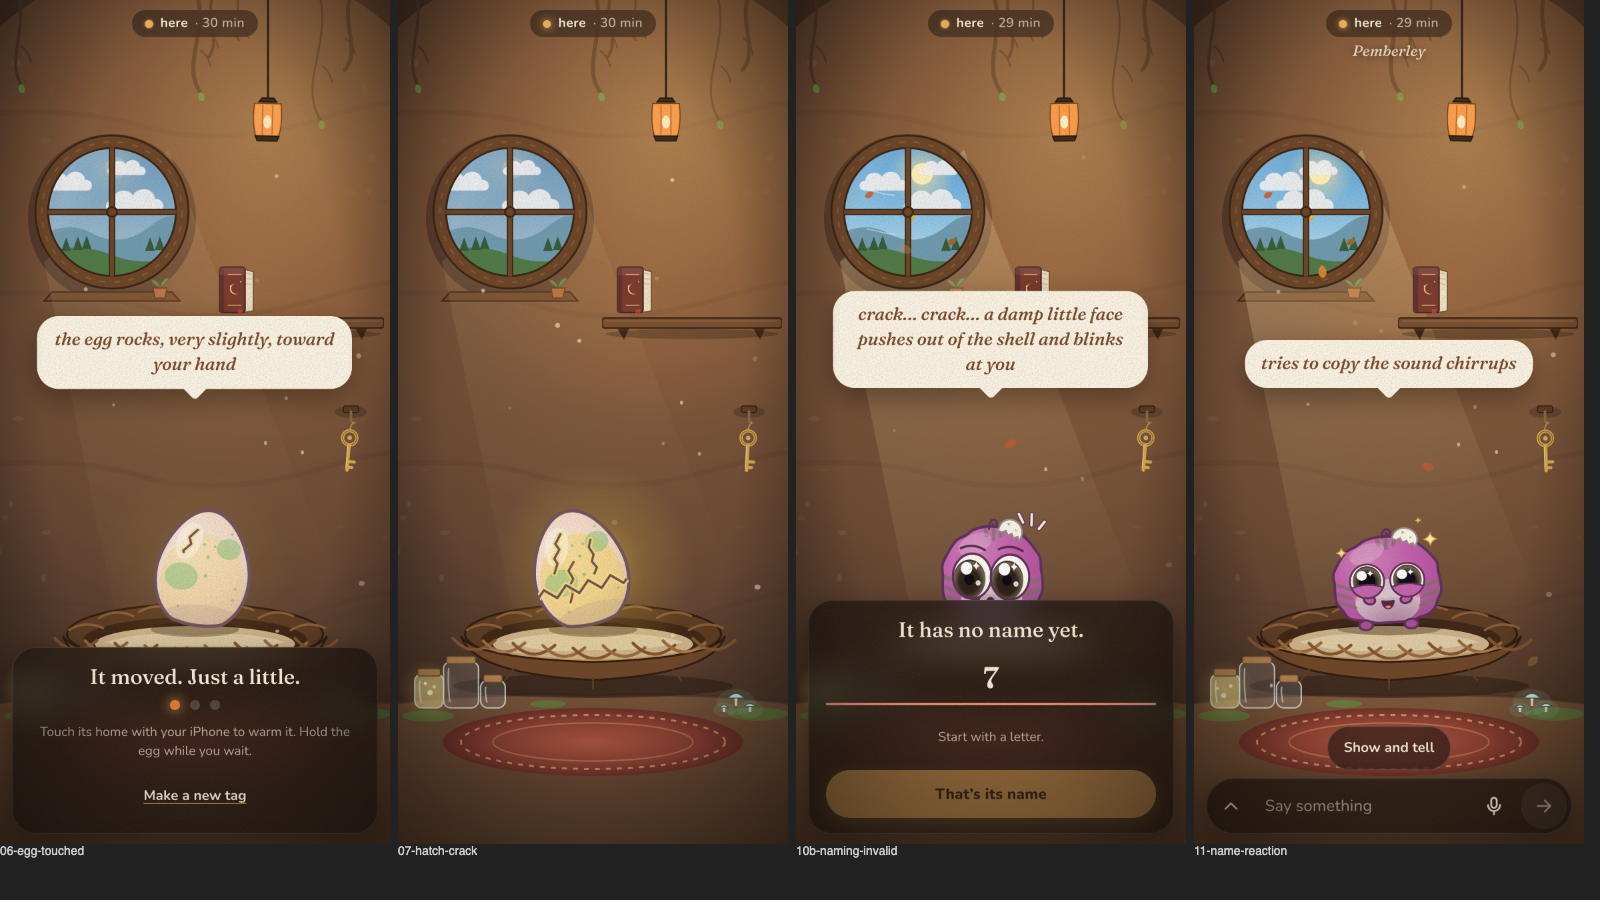 here · 30 min
the egg rocks, very slightly, toward
your hand
It moved. Just a little.
Touch its home with your iPhone to warm it. Hold the
egg while you wait.
Make a new tag
06-egg-touched
here · 30 min
07-hatch-crack
here · 29 min
crack... crack... a damp little face
pushes out of the shell and blinks
at you
It has no name yet.
7
Start with a letter.
That's its name
10b-naming-invalid
here · 29 min
Pemberley
tries to copy the sound chirrups
Show and tell
Say something
11-name-reaction